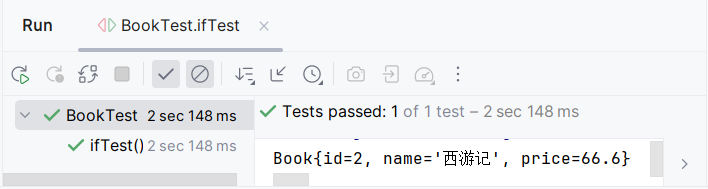 Run
BookTest.ifTest
BookTest 2 sec 148 ms
ifTest() 2 sec 148 ms
Tests passed: 1 of 1 test – 2 sec 148 ms
Book{id=2, name='西游记', price=66.6}